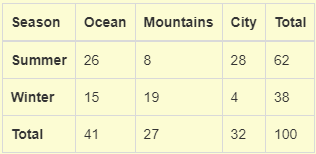 Season Ocean Mountains City Total
Summer 26 8 28 62
Winter 15 19 4 38
Total 41 27 32 100